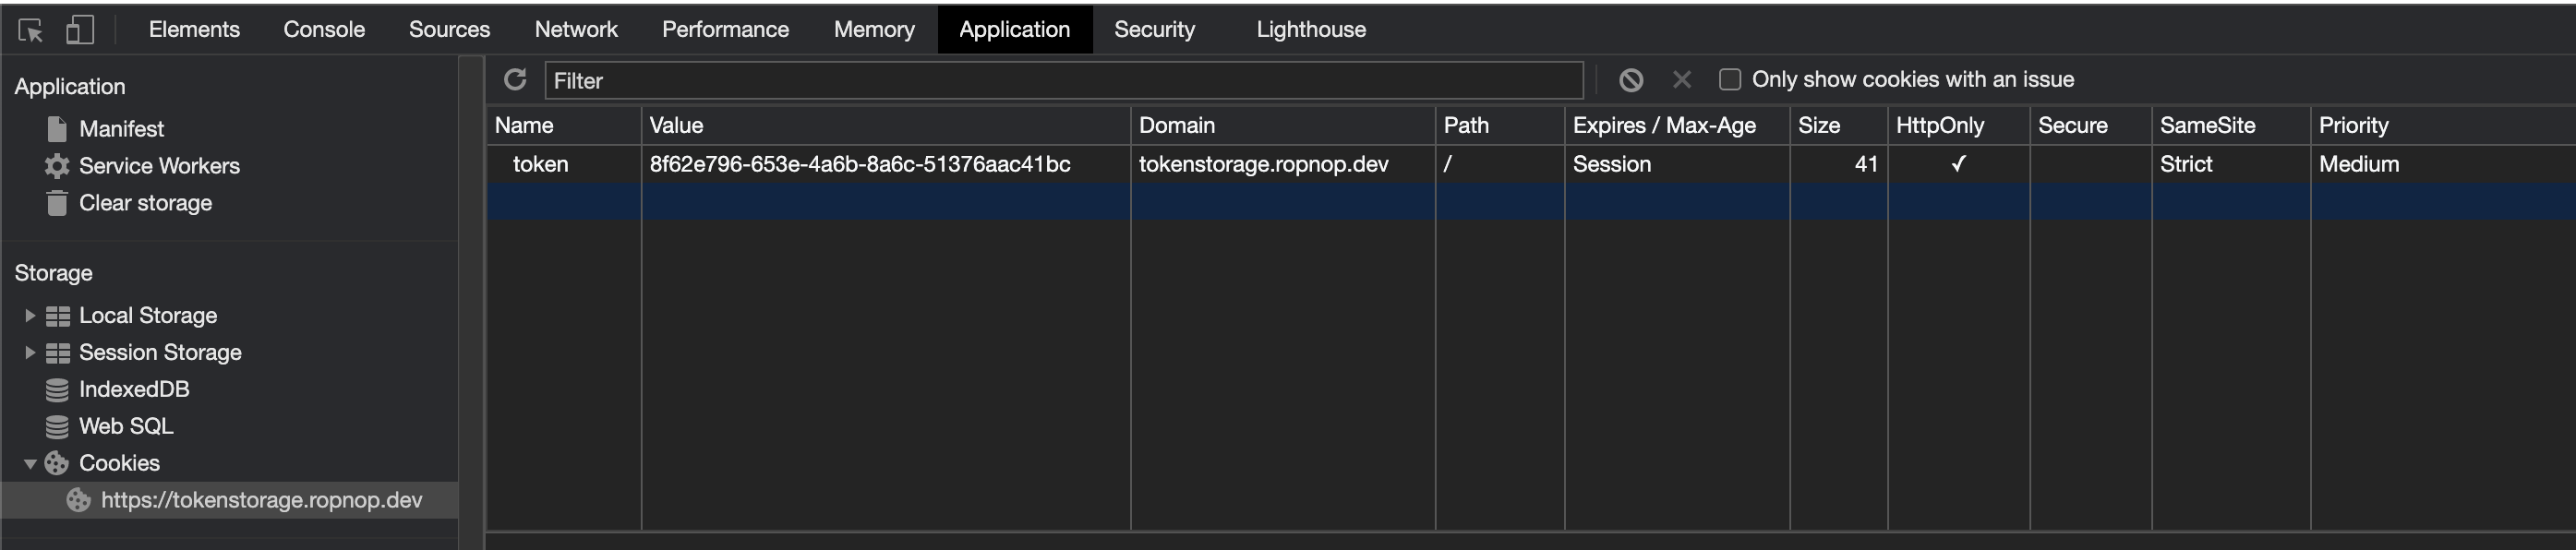 Elements Console Sources Network Performance Memory Application Security Lighthouse
Application
Manifest
Service Workers
Clear storage
Storage
Local Storage
Session Storage
IndexedDB
Web SQL
Cookies
https://tokenstorage.ropnop.dev
Filter Only show cookies with an issue
Name Value Domain Path Expires / Max-Age Size HttpOnly Secure SameSite Priority
token 8f62e796-653e-4a6b-8a6c-51376aac41bc tokenstorage.ropnop.dev / Session 41 ✓ Strict Medium